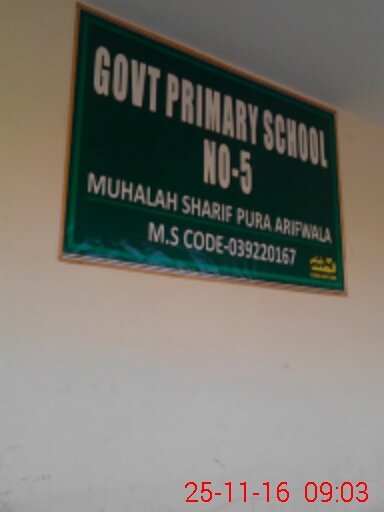 GOVT PRIMARY SCHOOL
NO-5
MUHALAH SHARIF PURA ARIFWALA
M.S CODE-039220167
25-11-16 09:03